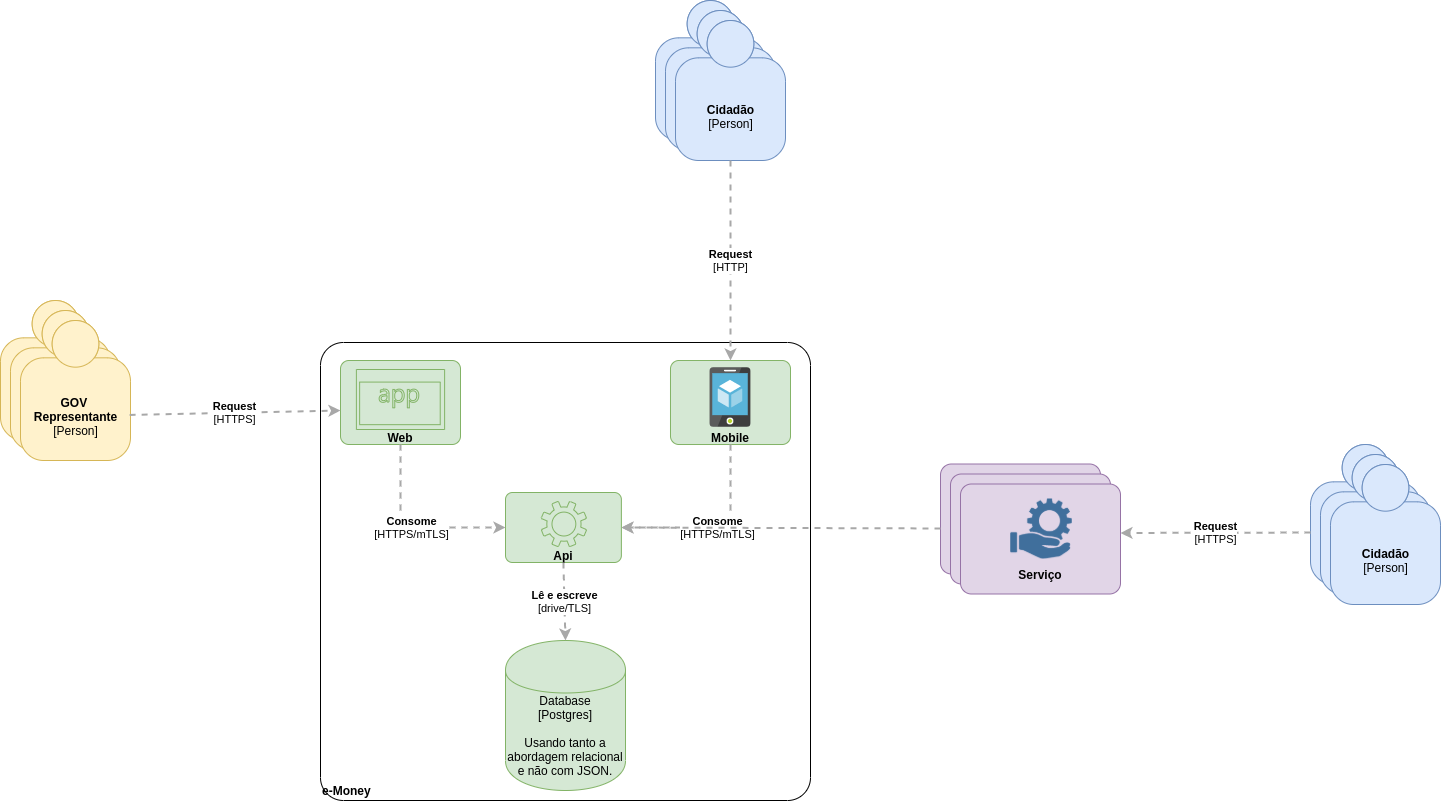 Cidadão
[Person]
Request
[HTTP]
GOV
Representante
[Person]
Request
[HTTPS]
app
Web
Mobile
Consome
[HTTPS/mTLS]
Api
Consome
[HTTPS/mTLS]
Serviço
Request
[HTTPS]
Cidadão
[Person]
Lê e escreve
[drive/TLS]
Database
[Postgres]
Usando tanto a
abordagem relacional
e não com JSON.
e-Money